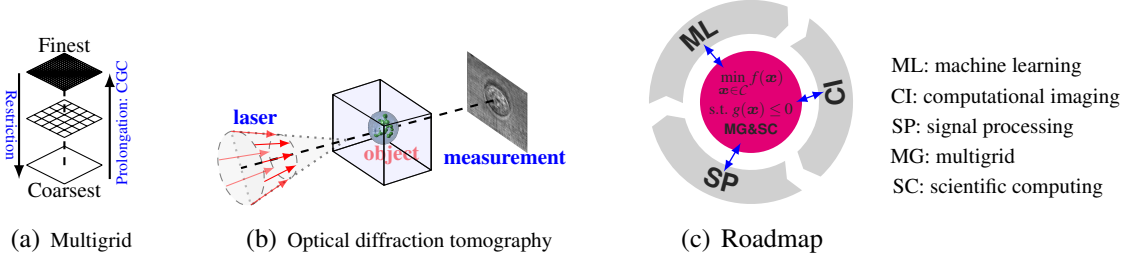 Finest
Restriction
Prolongation: CGC
Coarsest
(a) Multigrid
laser
object
measurement
(b) Optical diffraction tomography
ML
CI
SP
min f(x)
x∈C
s.t. g(x) ≤ 0
MG&SC
(c) Roadmap
ML: machine learning
CI: computational imaging
SP: signal processing
MG: multigrid
SC: scientific computing